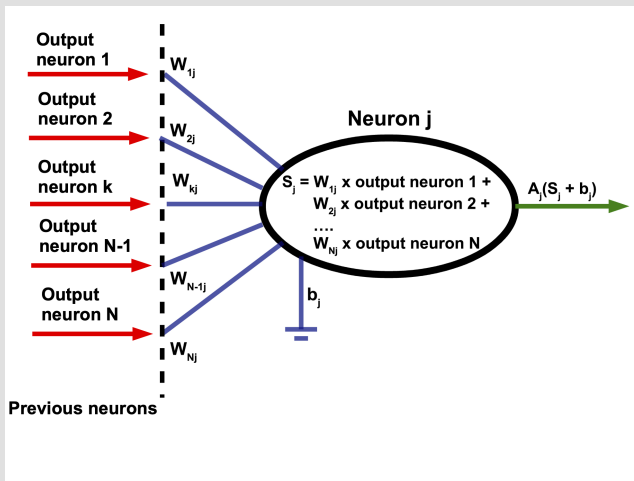 Output
neuron 1
W1j
Output
neuron 2
W2j
Output
neuron k
Wkj
Output
neuron N-1
WN-1j
Output
neuron N
WNj
Previous neurons
Neuron j
Sj = W1j x output neuron 1 +
W2j x output neuron 2 +
....
WNj x output neuron N
bj
Aj(Sj + bj)